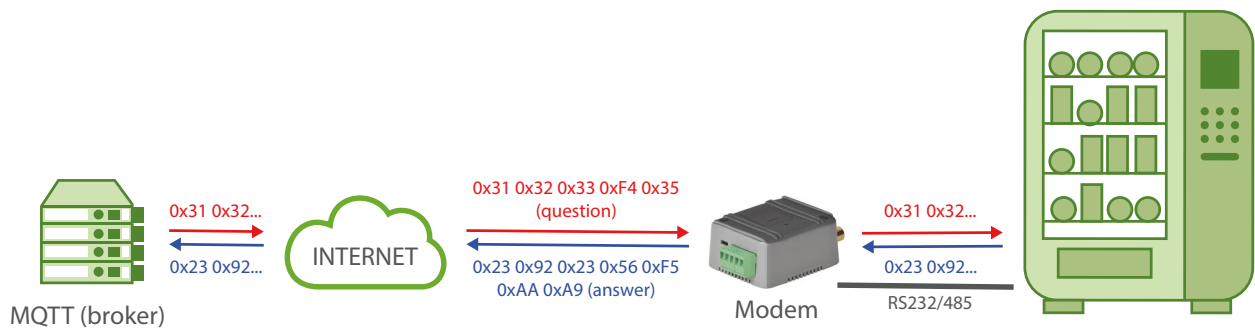 0x31 0x32...
0x23 0x92...
MQTT (broker)
INTERNET
0x31 0x32 0x33 0xF4 0x35
(question)
0x23 0x92 0x23 0x56 0xF5
0xAA 0xA9 (answer)
Modem
0x31 0x32...
0x23 0x92...
RS232/485